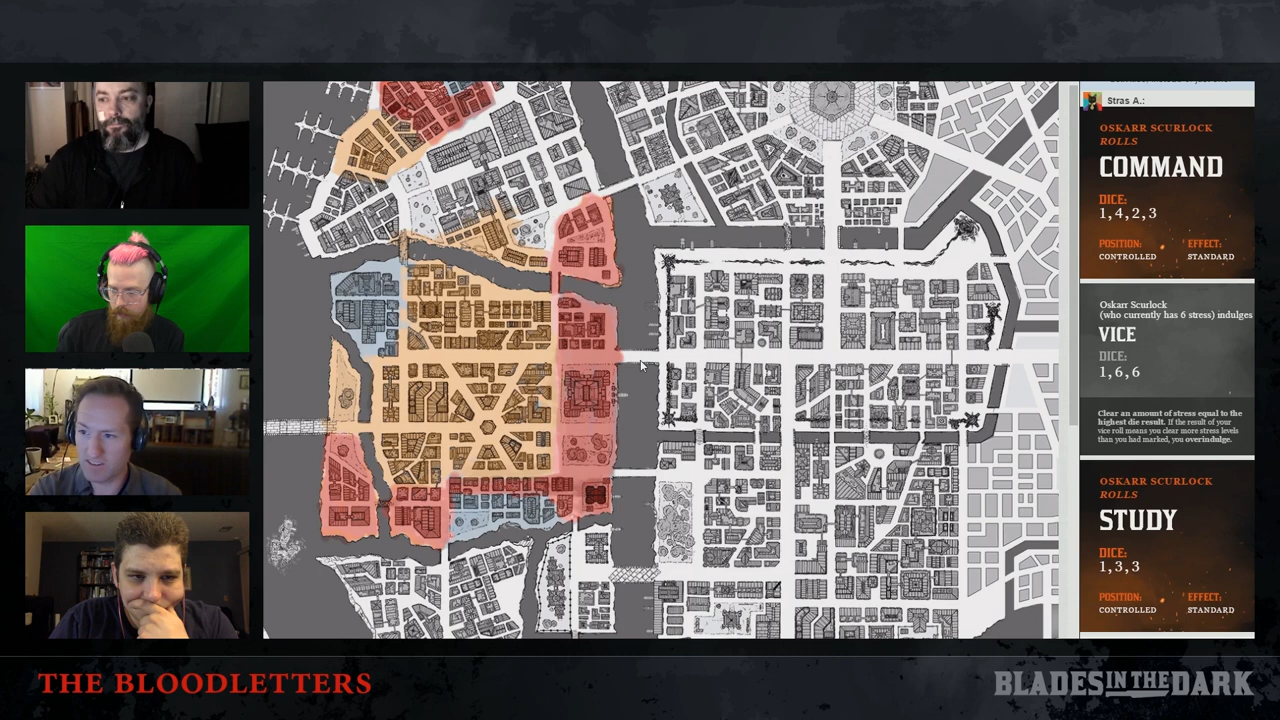 Stras A.:
OSKARR SCURLOCK
ROLLS
COMMAND
DICE:
1,4,2,3
POSITION:
EFFECT:
CONTROLLED
STANDARD
Oskarr Scurlock
(who currently has 6 stress) indulges
VICE
DICE:
1,6,6
Clear an amount of stress equal to the
highest die result. If the result of your
vice roll means you clear more stress levels
than you had marked, you overindulge.
OSKARR SCURLOCK
ROLLS
STUDY
DICE:
1,3,3
POSITION:
EFFECT:
CONTROLLED
STANDARD
THE BLOODLETTERS
BLADES IN THE DARK